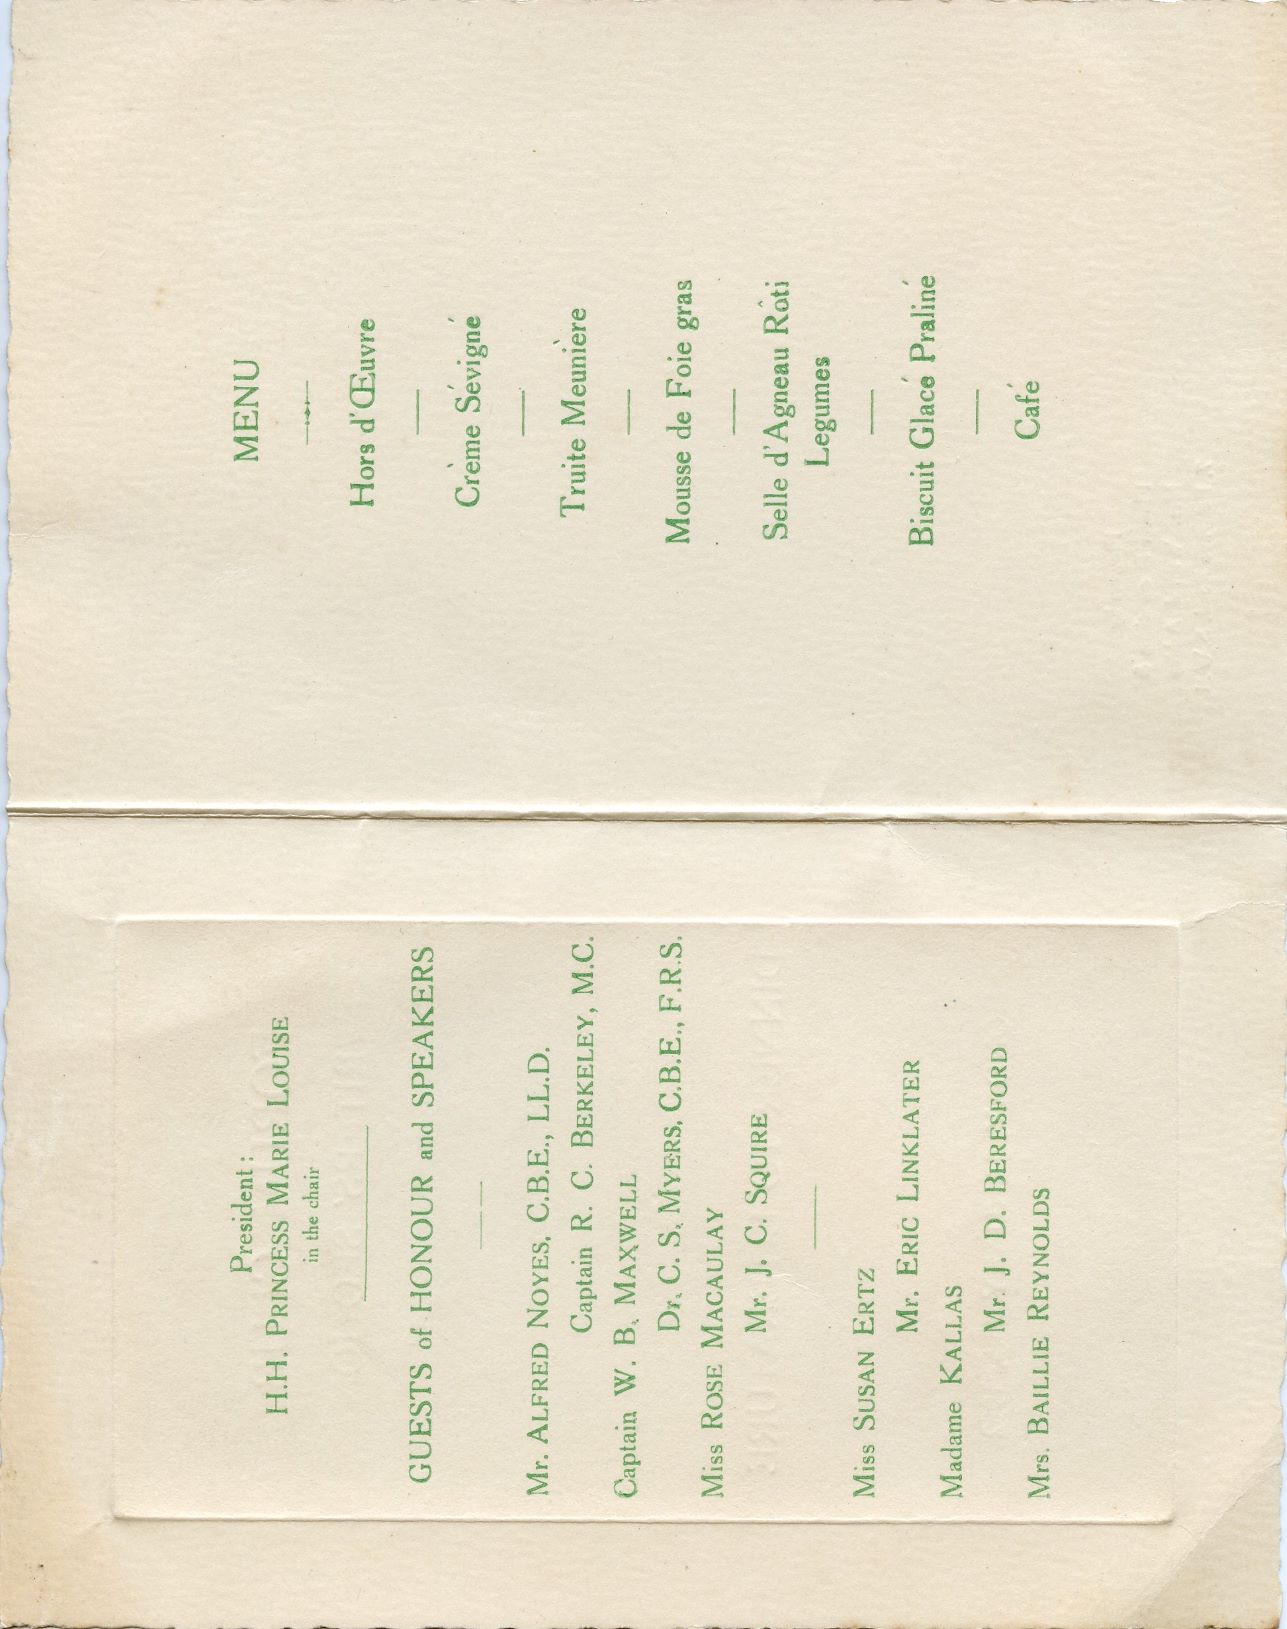 President :
H.H. PRINCESS MARIE LOUISE
in the chair
GUESTS of HONOUR and SPEAKERS
Mr. ALFRED NOYES, C.B.E., LL.D.
Captain R. C. BERKELEY, M.C.
Captain W. B. MAXWELL
Dr. C. S. MYERS, C.B.E., F.R.S.
Miss ROSE MACAULAY
Mr. J. C. SQUIRE
Miss SUSAN ERTZ
Mr. ERIC LINKLATER
Madame KALLAS
Mr. J. D. BERESFORD
Mrs. BAILLIE REYNOLDS
MENU
Hors d'Œuvre
Crème Sévigné
Truite Meunière
Mousse de Foie gras
Selle d'Agneau Rôti
Legumes
Biscuit Glacé Praliné
Café